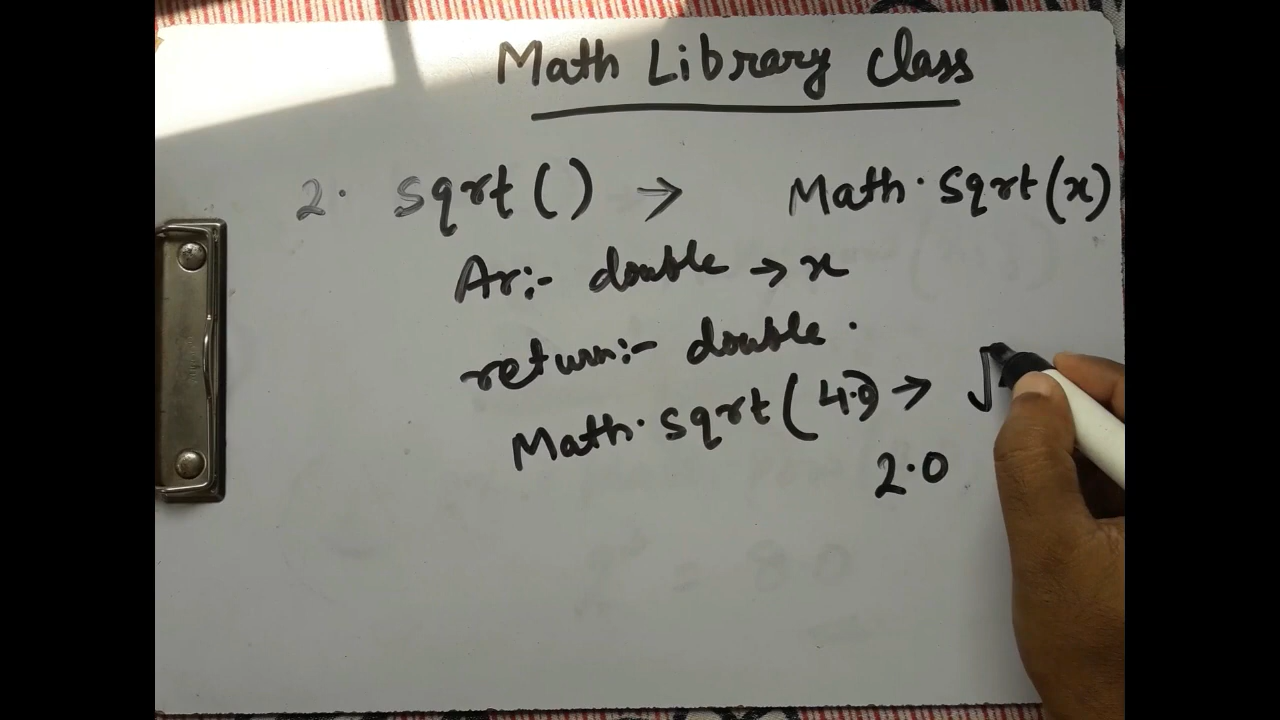 Math Library Class
2. sqrt() → Math.sqrt(x)
Ar:- double → x
return:- double.
Math.sqrt(4.0) → √
2.0